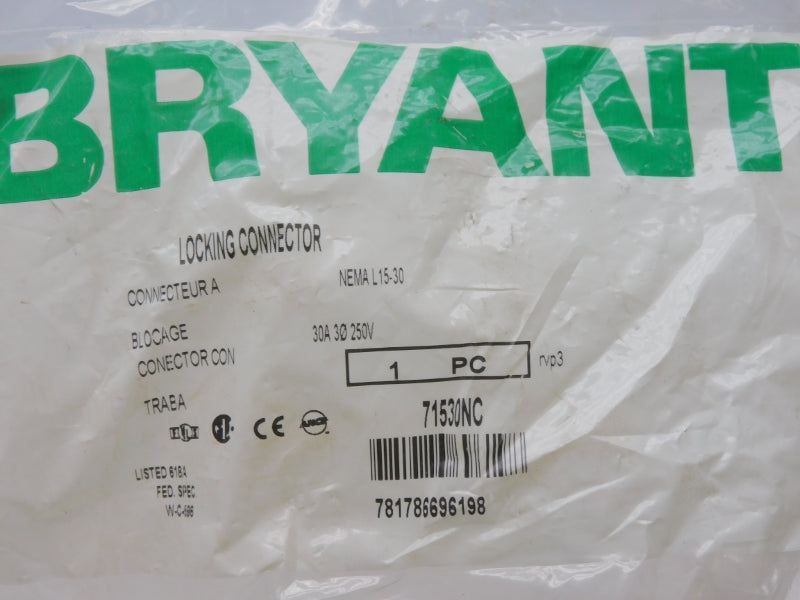 BRYANT
LOCKING CONNECTOR
CONNECTEUR A NEMA L15-30
BLOCAGE 30A 3Ø 250V
CONECTOR CON 1 PC rvp3
TRABA 71530NC
CE
LISTED 618A
FED. SPEC
W-C-596
781786696198